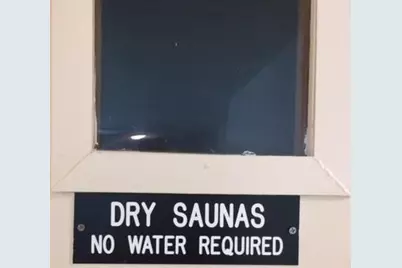 DRY SAUNAS
NO WATER REQUIRED